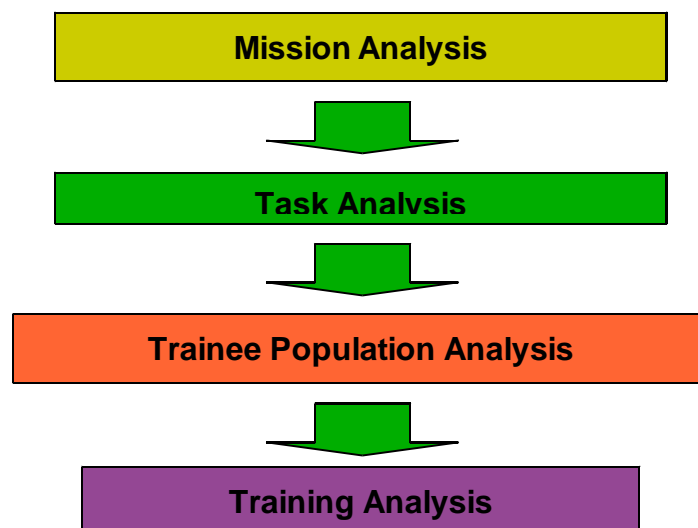 Mission Analysis
Task Analysis
Trainee Population Analysis
Training Analysis